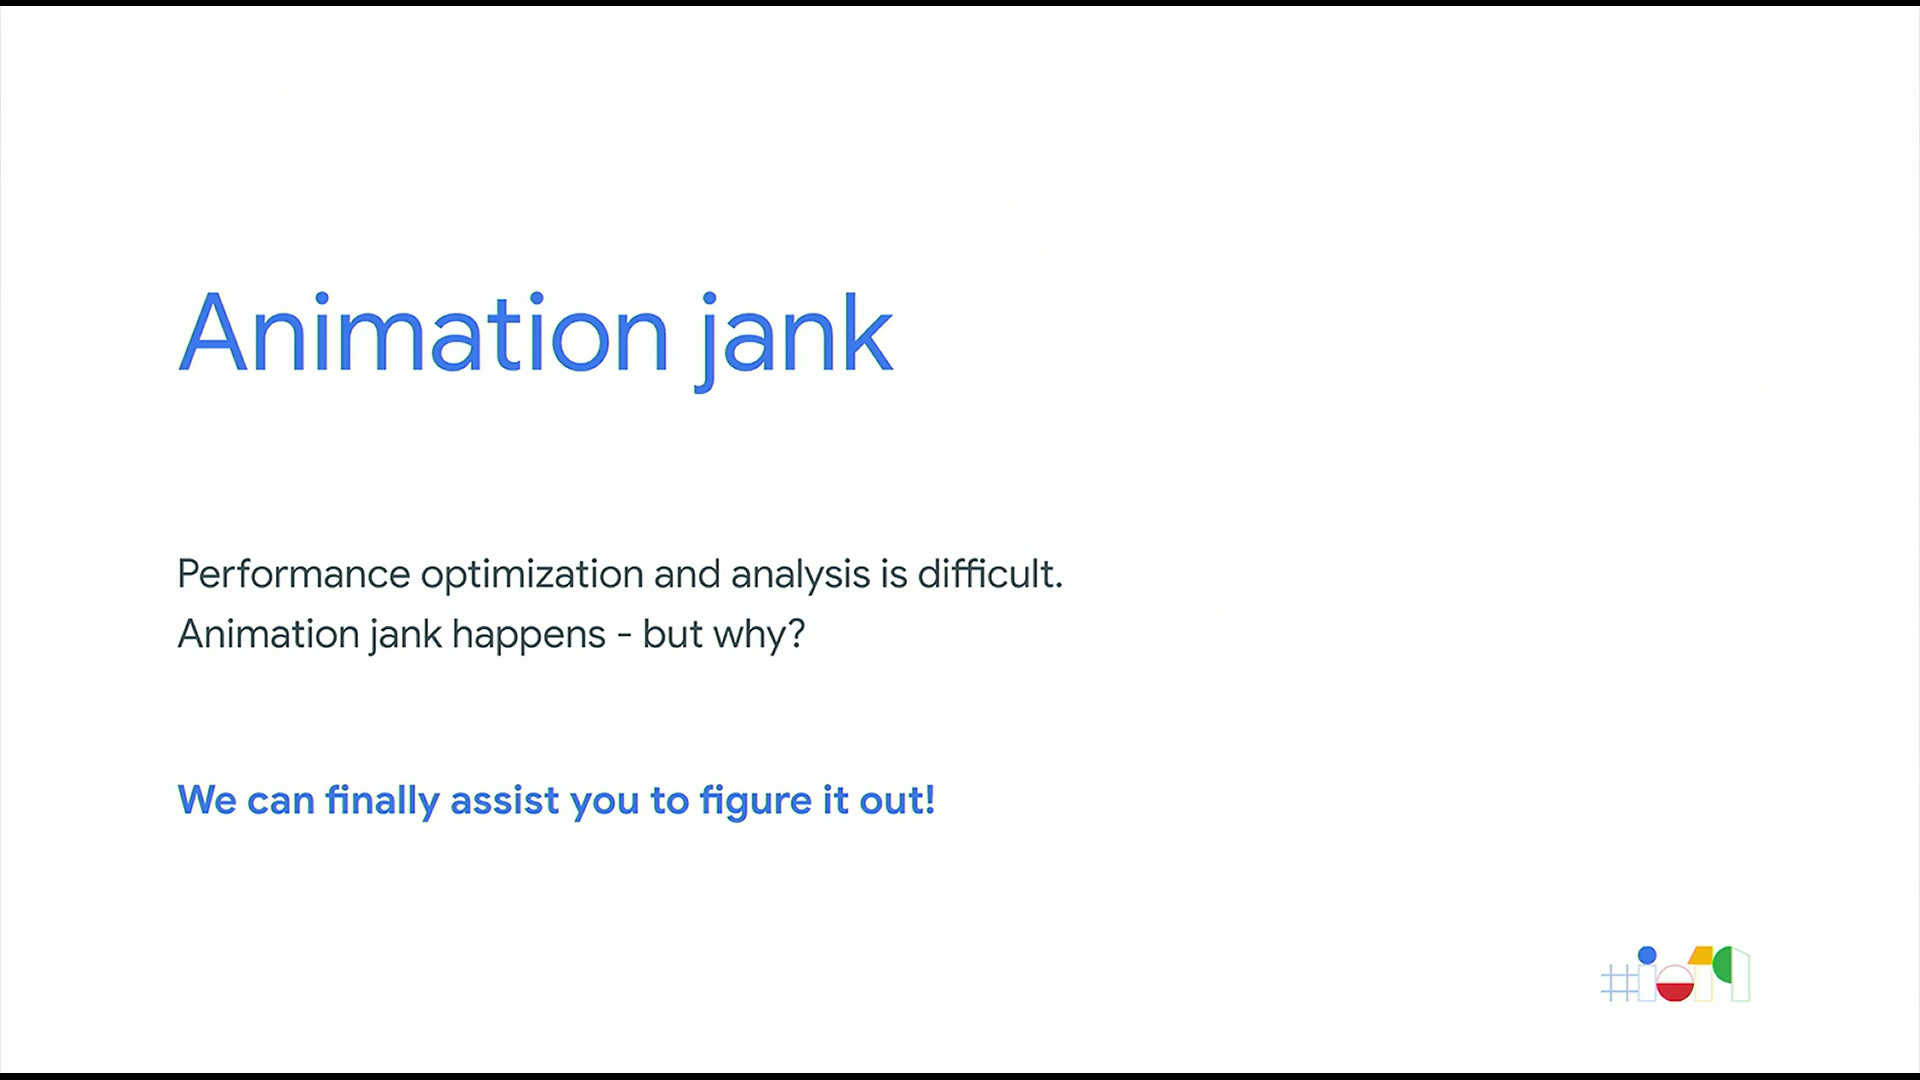 Animation jank
Performance optimization and analysis is difficult.
Animation jank happens - but why?
We can finally assist you to figure it out!
#io19